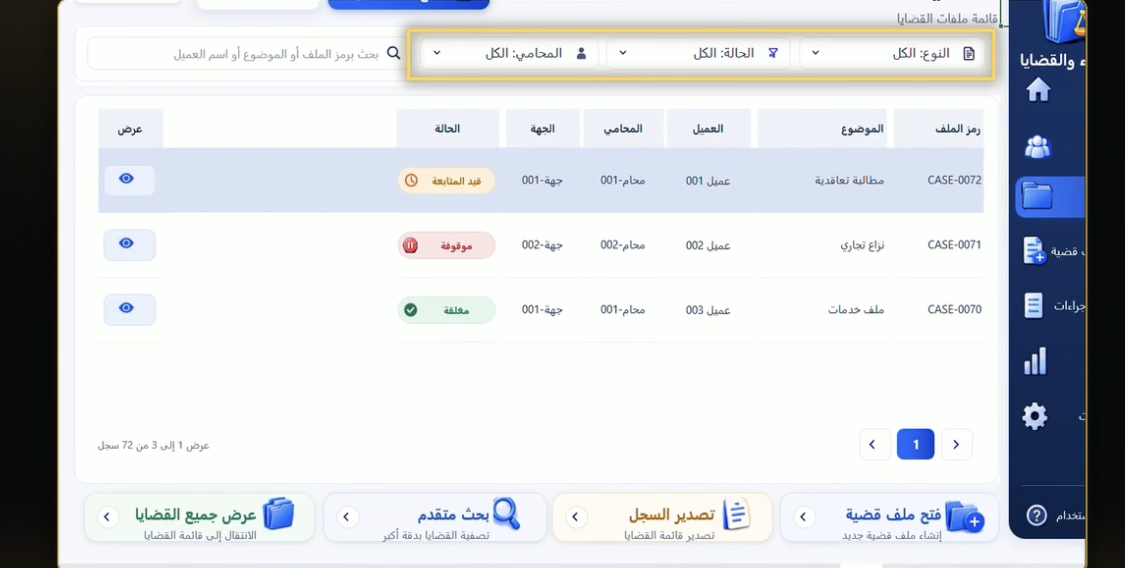 قائمة ملفات القضايا
النوع: الكل
الحالة: الكل
المحامي: الكل
بحث برمز الملف أو الموضوع أو اسم العميل
رمز الملف الموضوع العميل المحامي الجهة الحالة عرض
CASE-0072 مطالبة تعاقدية عميل 001 محام-001 جهة-001 قيد المتابعة
CASE-0071 نزاع تجاري عميل 002 محام-002 جهة-002 موقوفة
CASE-0070 ملف خدمات عميل 003 محام-001 جهة-001 مغلقة
1
عرض 1 إلى 3 من 72 سجل
فتح ملف قضية
إنشاء ملف قضية جديد
تصدير السجل
تصدير قائمة القضايا
بحث متقدم
تصفية القضايا بدقة أكبر
عرض جميع القضايا
الانتقال إلى قائمة القضايا
والقضايا
قضية